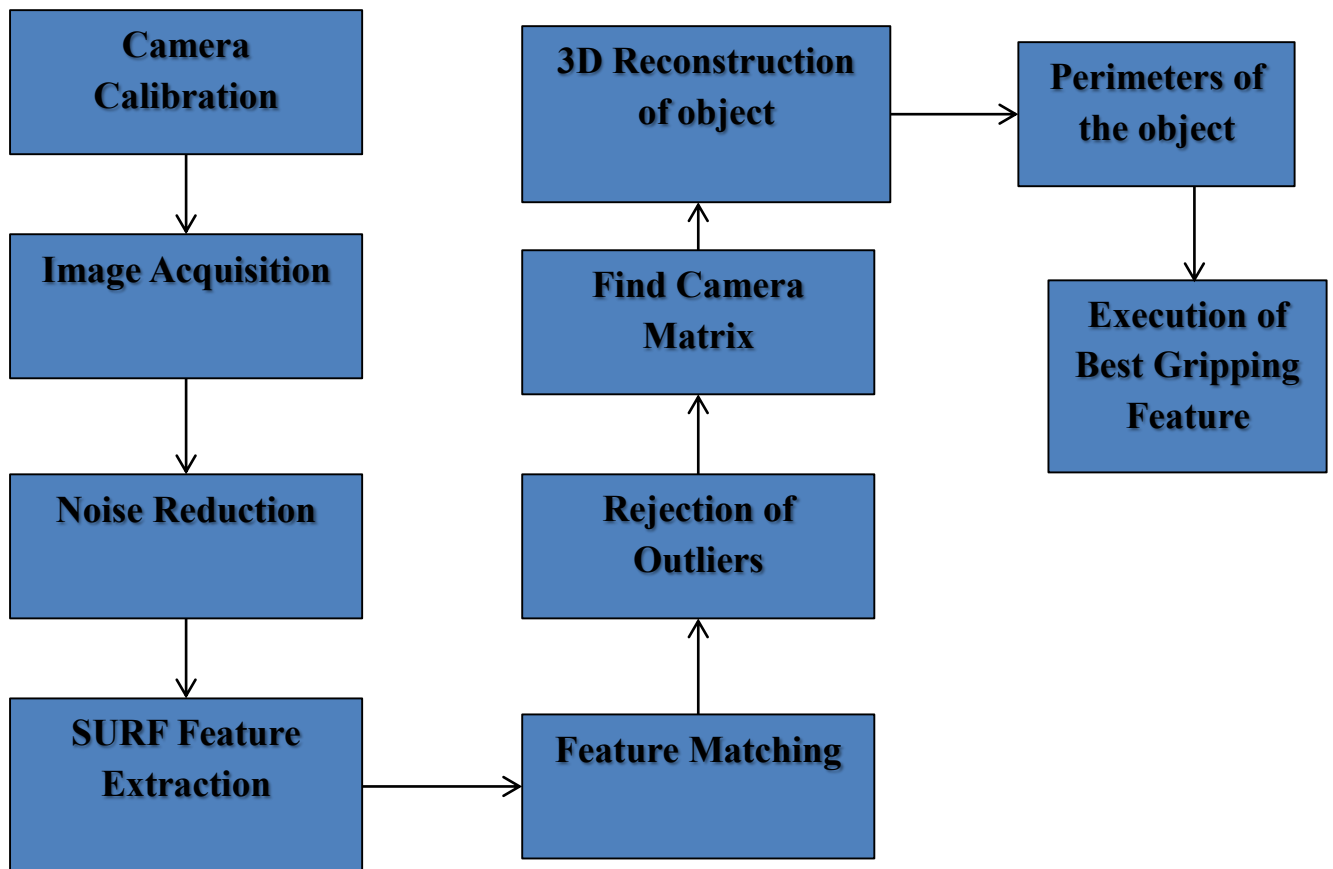 Camera
Calibration
Image Acquisition
Noise Reduction
SURF Feature
Extraction
Feature Matching
Rejection of
Outliers
Find Camera
Matrix
3D Reconstruction
of object
Perimeters of
the object
Execution of
Best Gripping
Feature